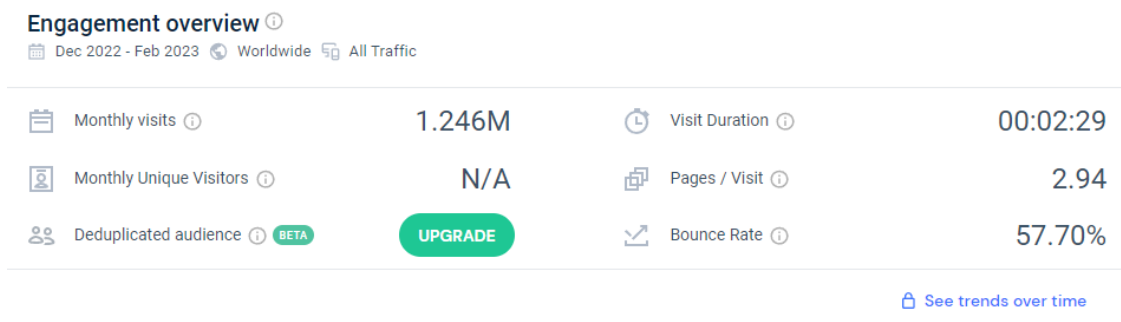 Engagement overview
Dec 2022 - Feb 2023 Worldwide All Traffic
Monthly visits 1.246M
Visit Duration 00:02:29
Monthly Unique Visitors N/A
Pages / Visit 2.94
Deduplicated audience BETA UPGRADE
Bounce Rate 57.70%
See trends over time